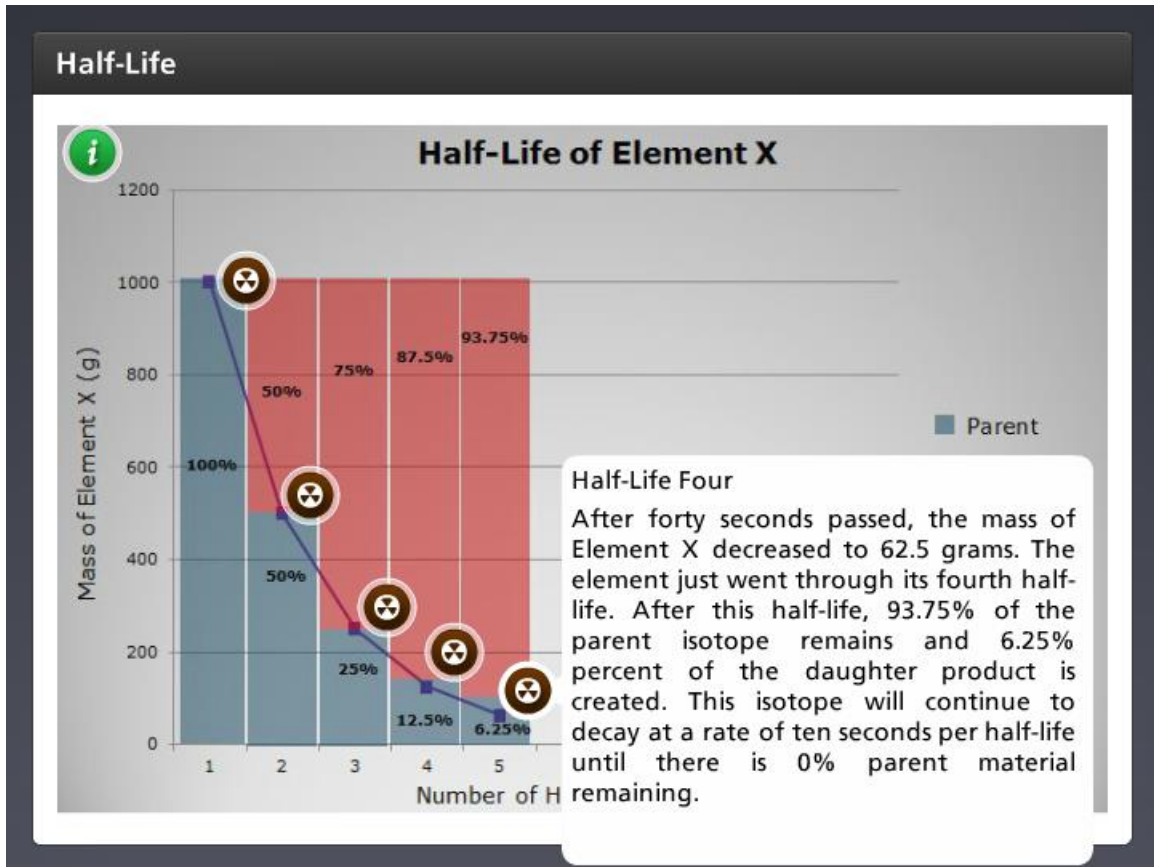 Half-Life
i
Half-Life of Element X
1200
1000
800
600
400
200
0
Mass of Element X (g)
100%
50%
50%
75%
25%
87.5%
12.5%
93.75%
6.25%
1
2
3
4
5
Number of H
Parent
Half-Life Four
After forty seconds passed, the mass of
Element X decreased to 62.5 grams. The
element just went through its fourth half-
life. After this half-life, 93.75% of the
parent isotope remains and 6.25%
percent of the daughter product is
created. This isotope will continue to
decay at a rate of ten seconds per half-life
until there is 0% parent material
remaining.